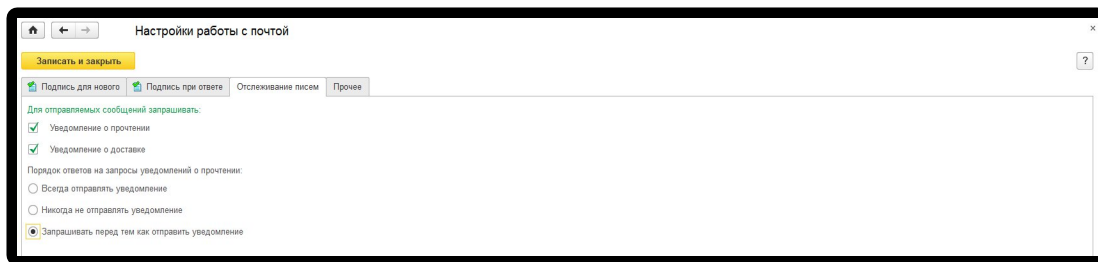 Настройки работы с почтой
Записать и закрыть
?
Подпись для нового Подпись при ответе Отслеживание писем Прочее
Для отправляемых сообщений запрашивать:
Уведомление о прочтении
Уведомление о доставке
Порядок ответов на запросы уведомлений о прочтении:
Всегда отправлять уведомление
Никогда не отправлять уведомление
Запрашивать перед тем как отправить уведомление